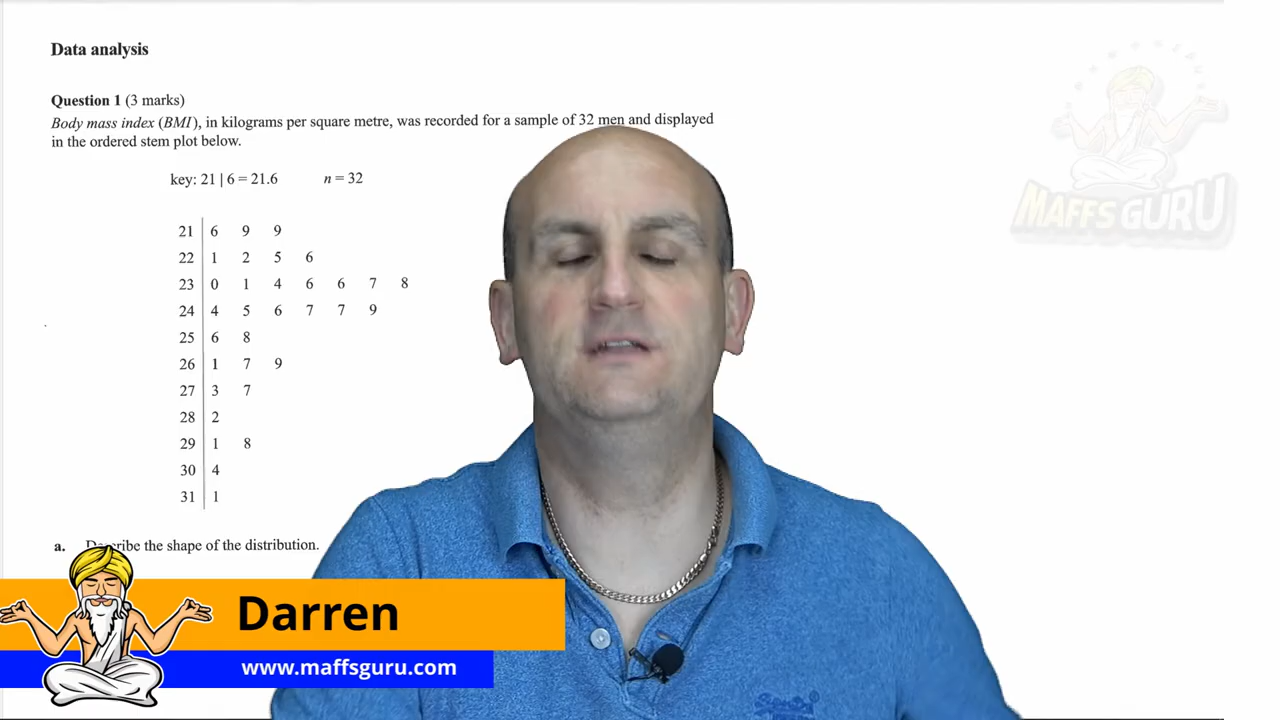 Data analysis
Question 1 (3 marks)
Body mass index (BMI), in kilograms per square metre, was recorded for a sample of 32 men and displayed
in the ordered stem plot below.
key: 21 | 6 = 21.6 n = 32
21 6 9 9
22 1 2 5 6
23 0 1 4 6 6 7 8
24 4 5 6 7 7 9
25 6 8
26 1 7 9
27 3 7
28 2
29 1 8
30 4
31 1
a. Describe the shape of the distribution.
MAFFS GURU
Darren
www.maffsguru.com